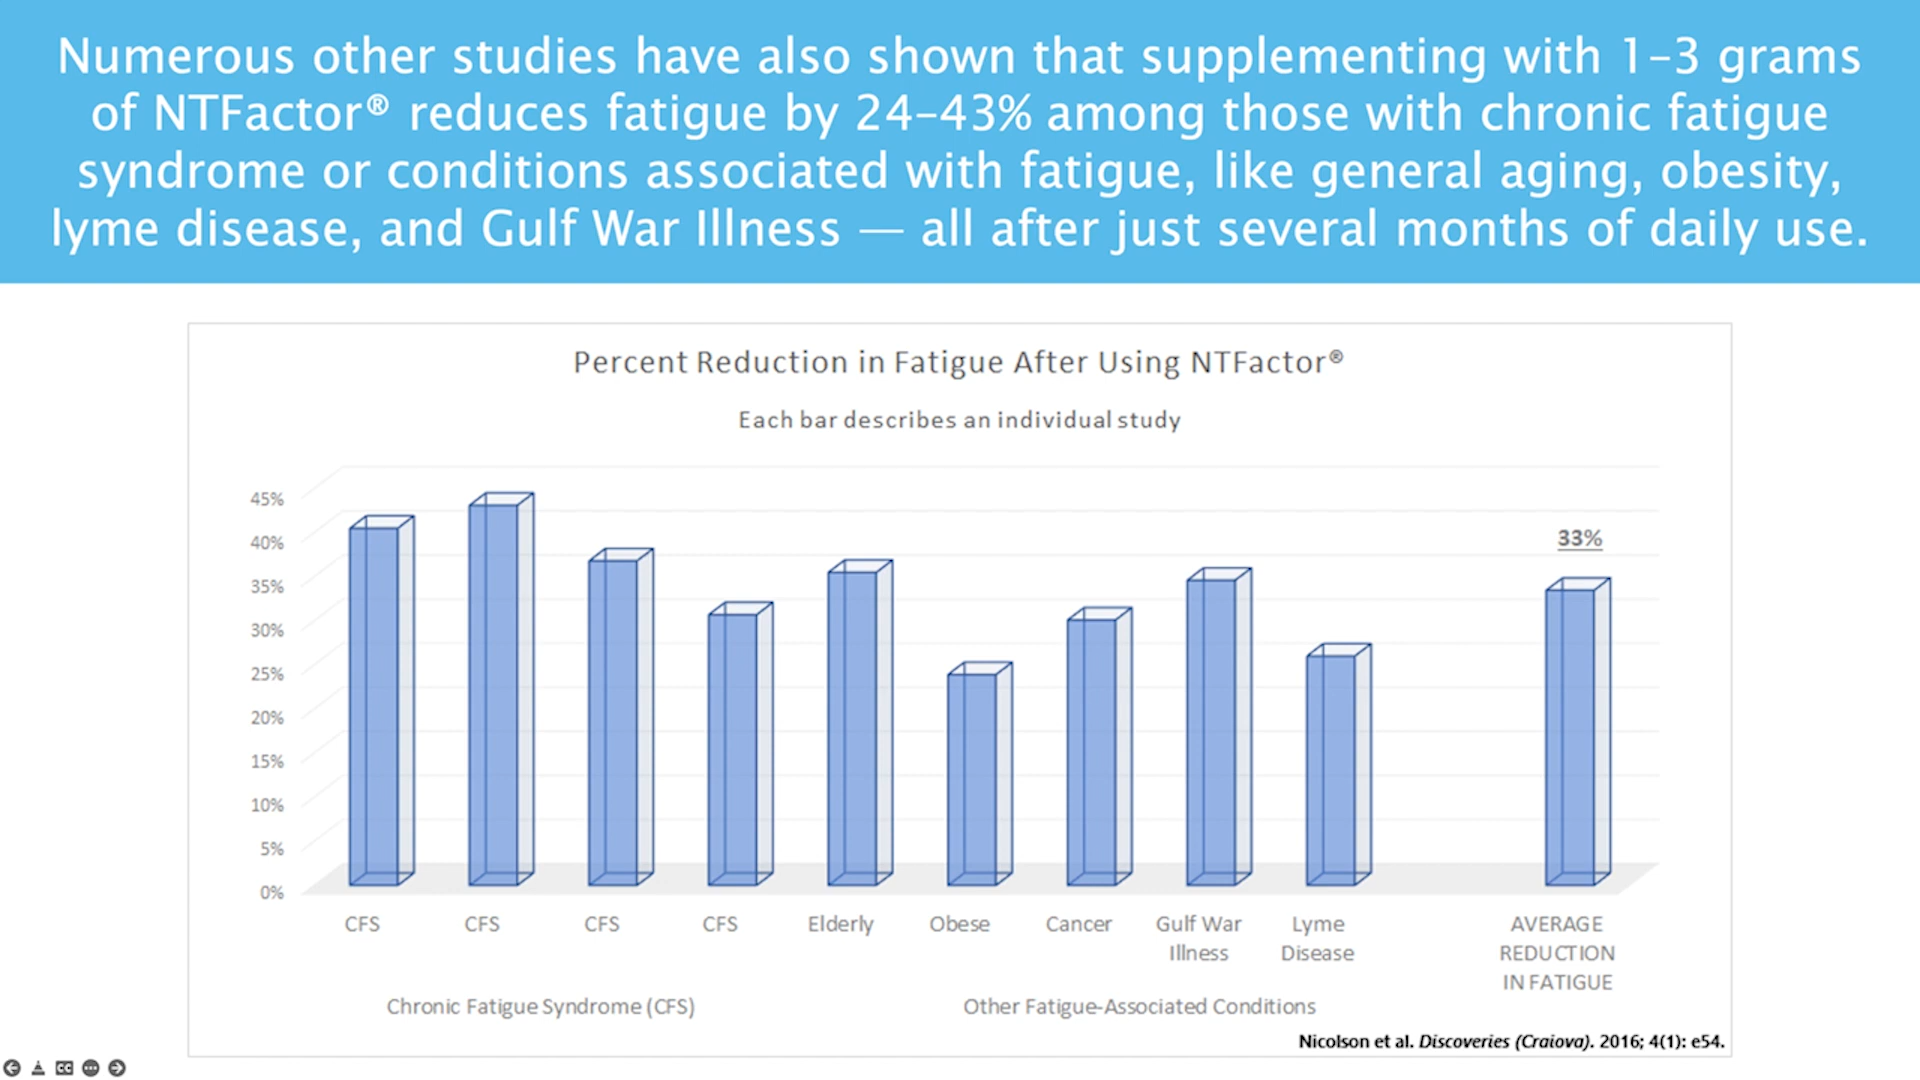 Numerous other studies have also shown that supplementing with 1–3 grams
of NTFactor® reduces fatigue by 24–43% among those with chronic fatigue
syndrome or conditions associated with fatigue, like general aging, obesity,
lyme disease, and Gulf War Illness — all after just several months of daily use.
Percent Reduction in Fatigue After Using NTFactor®
Each bar describes an individual study
45%
40%
35%
30%
25%
20%
15%
10%
5%
0%
33%
CFS CFS CFS CFS Elderly Obese Cancer Gulf War Illness Lyme Disease AVERAGE REDUCTION IN FATIGUE
Chronic Fatigue Syndrome (CFS) Other Fatigue-Associated Conditions
Nicolson et al. Discoveries (Craiova). 2016; 4(1): e54.
CC